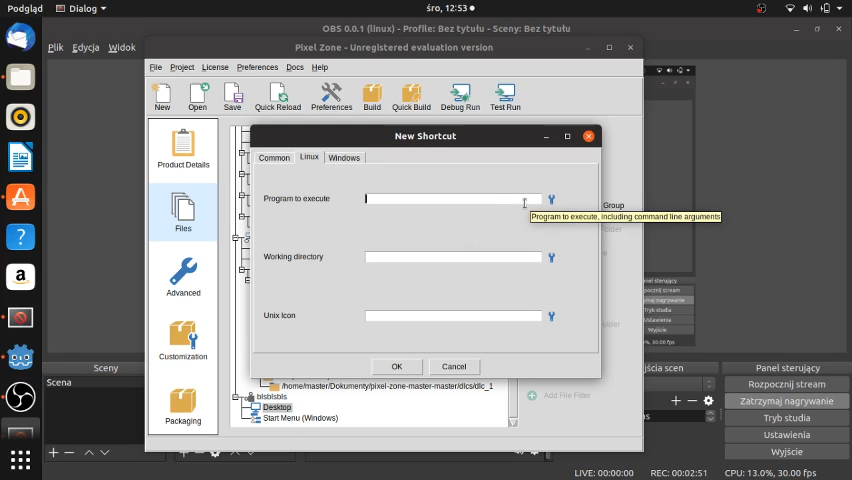 Podgląd
Dialog
śro, 12:53
OBS 0.0.1 (linux) - Profile: Bez tytułu - Sceny: Bez tytułu
Plik Edycja Widok
Pixel Zone - Unregistered evaluation version
File Project License Preferences Docs Help
New Open Save Quick Reload Preferences Build Quick Build Debug Run Test Run
New Shortcut
Common Linux Windows
Product Details
Files
Advanced
Customization
Packaging
Program to execute
Program to execute, including command line arguments
Working directory
Unix Icon
OK Cancel
Group
/home/master/Dokumenty/pixel-zone-master-master/dlcs/dlc_1
blsblsbls
Desktop
Start Menu (Windows)
Add File Filter
Sceny
Scena
Panel sterujący
Rozpocznij stream
Zatrzymaj nagrywanie
Tryb studia
Ustawienia
Wyjście
LIVE: 00:00:00 REC: 00:02:51 CPU: 13.0%, 30.00 fps